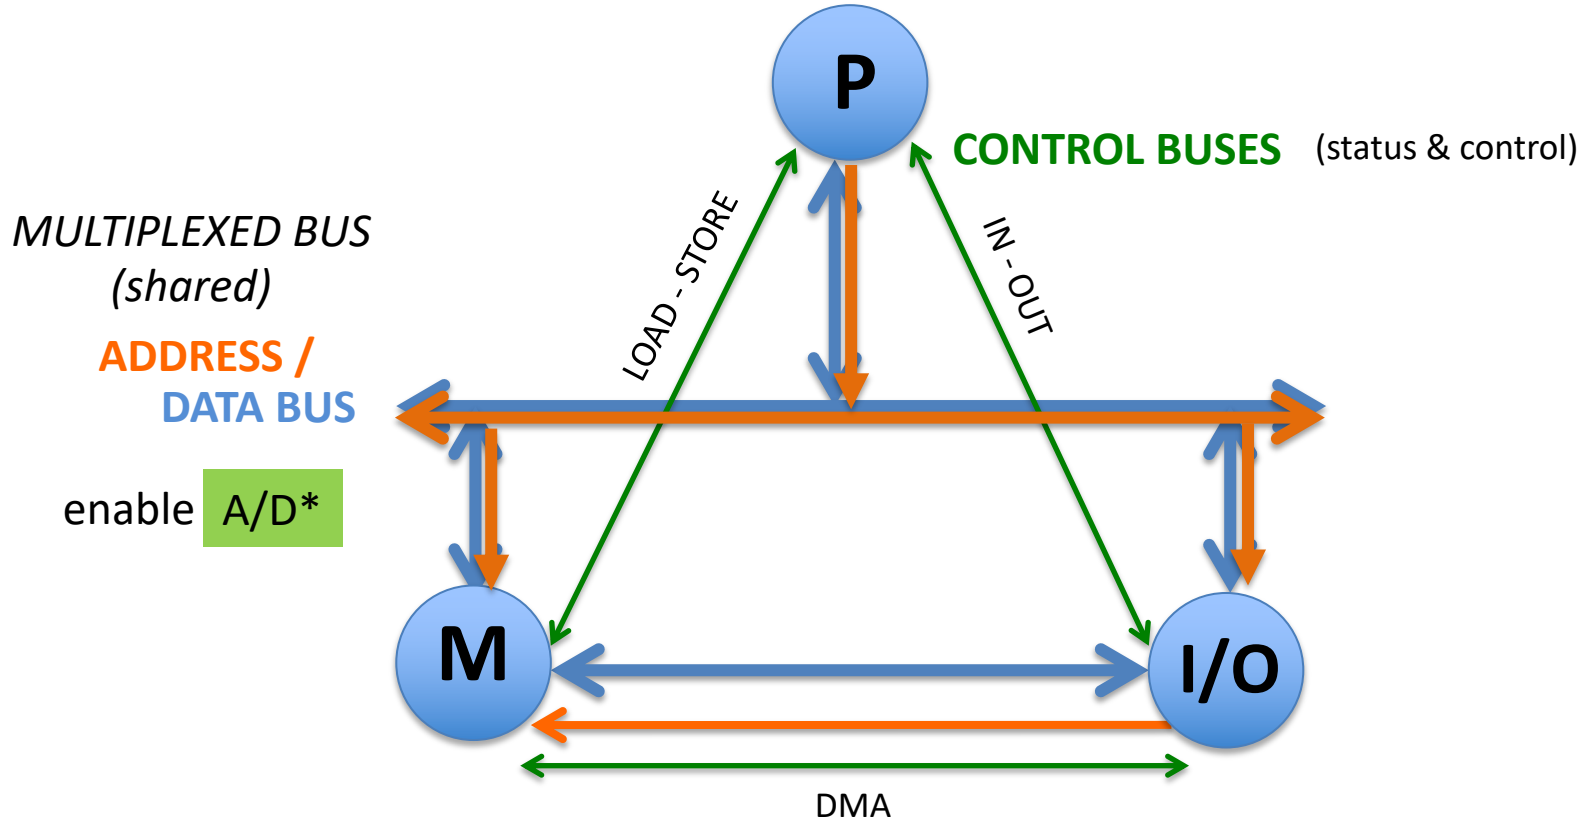 P
CONTROL BUSES (status & control)
MULTIPLEXED BUS
(shared)
ADDRESS /
DATA BUS
enable A/D*
LOAD - STORE
IN - OUT
M
I/O
DMA